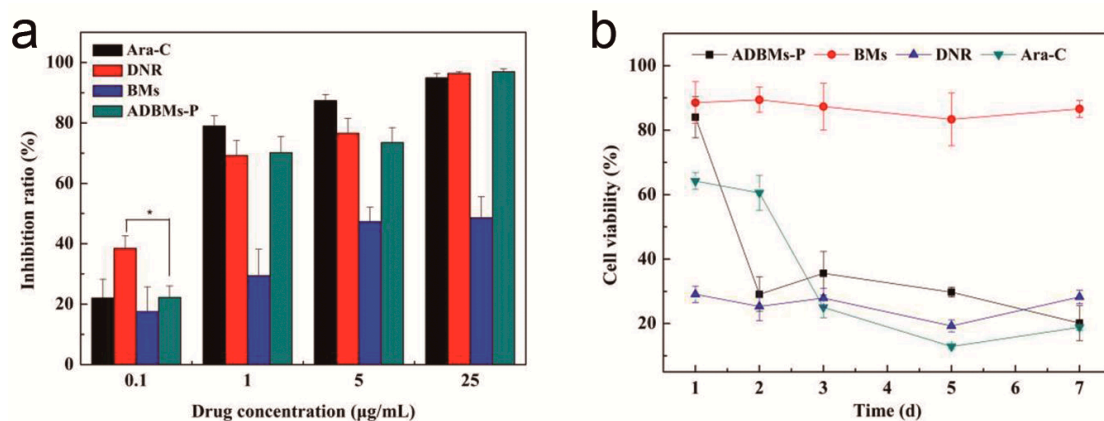 a
Ara-C
DNR
BMs
ADBMs-P
*
100
80
60
40
20
0
Inhibition ratio (%)
0.1 1 5 25
Drug concentration (μg/mL)
b
ADBMs-P BMs DNR Ara-C
100
80
60
40
20
Cell viability (%)
1 2 3 4 5 6 7
Time (d)